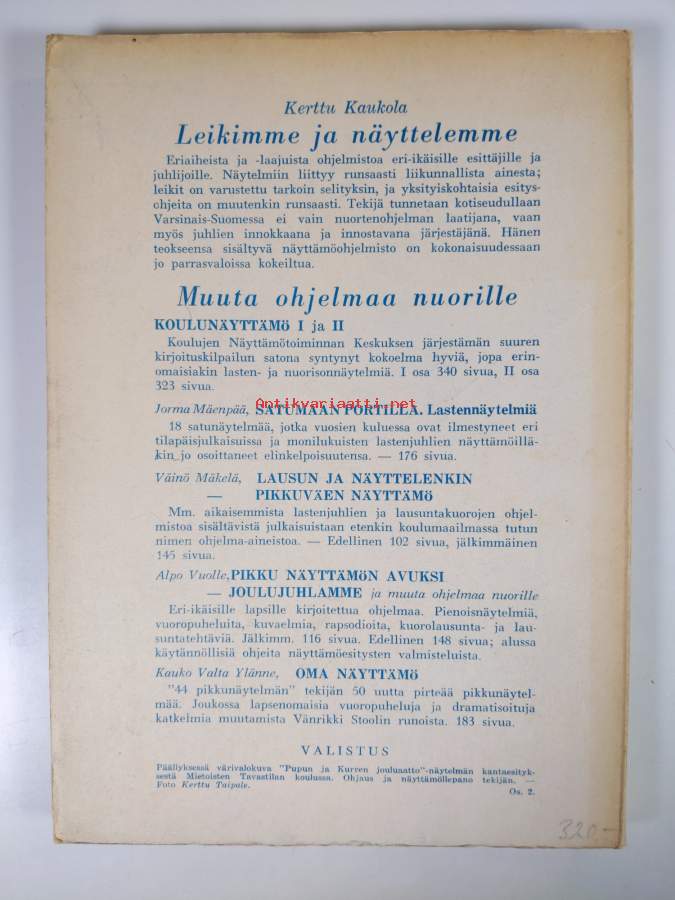 Kerttu Kaukola
Leikimme ja näyttelemme
Eriaiheista ja -laajuista ohjelmistoa eri-ikäisille esittäjille ja
juhlijoille. Näytelmiin liittyy runsaasti liikunnallista ainesta;
leikit on varustettu tarkoin selityksin, ja yksityiskohtaisia esitys-
ohjeita on muutenkin runsaasti. Tekijä tunnetaan kotiseudullaan
Varsinais-Suomessa ei vain nuortenohjelman laatijana, vaan
myös juhlien innokkaana ja innostavana järjestäjänä. Hänen
teokseensa sisältyvä näyttämöohjelmisto on kokonaisuudessaan
jo parrasvaloissa kokeiltua.
Muuta ohjelmaa nuorille
KOULUNÄYTTÄMÖ I ja II
Koulujen Näyttämötoiminnan Keskuksen järjestämän suuren
kirjoituskilpailun satona syntynyt kokoelma hyviä, jopa erin-
omaisiakin lasten- ja nuorisonnäytelmiä. I osa 340 sivua, II osa
323 sivua.
Antikvariaatti.net
Jorma Mäenpää, SATUMAAN PORTILLA. Lastennäytelmiä
18 satunäytelmää, jotka vuosien kuluessa ovat ilmestyneet eri
tilapäisjulkaisuissa ja monilukuisten lastenjuhlien näyttämöillä-
kin jo osoittaneet elinkelpoisuutensa. — 176 sivua.
Väinö Mäkelä, LAUSUN JA NÄYTTELENKIN
— PIKKUVÄEN NÄYTTÄMÖ
Mm. aikaisemmista lastenjuhlien ja lausuntakuorojen ohjel-
mistoa sisältävistä julkaisuistaan etenkin koulumaailmassa tutun
nimen ohjelma-aineistoa. — Edellinen 102 sivua, jälkimmäinen
145 sivua.
Alpo Vuolle, PIKKU NÄYTTÄMÖN AVUKSI
— JOULUJUHLAMME ja muuta ohjelmaa nuorille
Eri-ikäisille lapsille kirjoitettua ohjelmaa. Pienoisnäytelmiä,
vuoropuheluita, kuvaelmia, rapsodioita, kuorolausunta- ja lau-
suntatehtäviä. Jälkimm. 116 sivua. Edellinen 148 sivua; alussa
käytännöllisiä ohjeita näyttämöesitysten valmisteluista.
Kauko Valta Ylänne, OMA NÄYTTÄMÖ
"44 pikkunäytelmän" tekijän 50 uutta pirteää pikkunäytel-
mää. Joukossa lapsenomaisia vuoropuheluja ja dramatisoituja
katkelmia muutamista Vänrikki Stoolin runoista. 183 sivua.
VALISTUS
Päällyksessä värivalokuva "Pupun ja Kurren jouluaatto"-näytelmän kantaesityk-
sestä Mietoisten Tavastilan koulussa. Ohjaus ja näyttämöllepano tekijän. —
Foto Kerttu Taipale.
Os. 2.
320,-